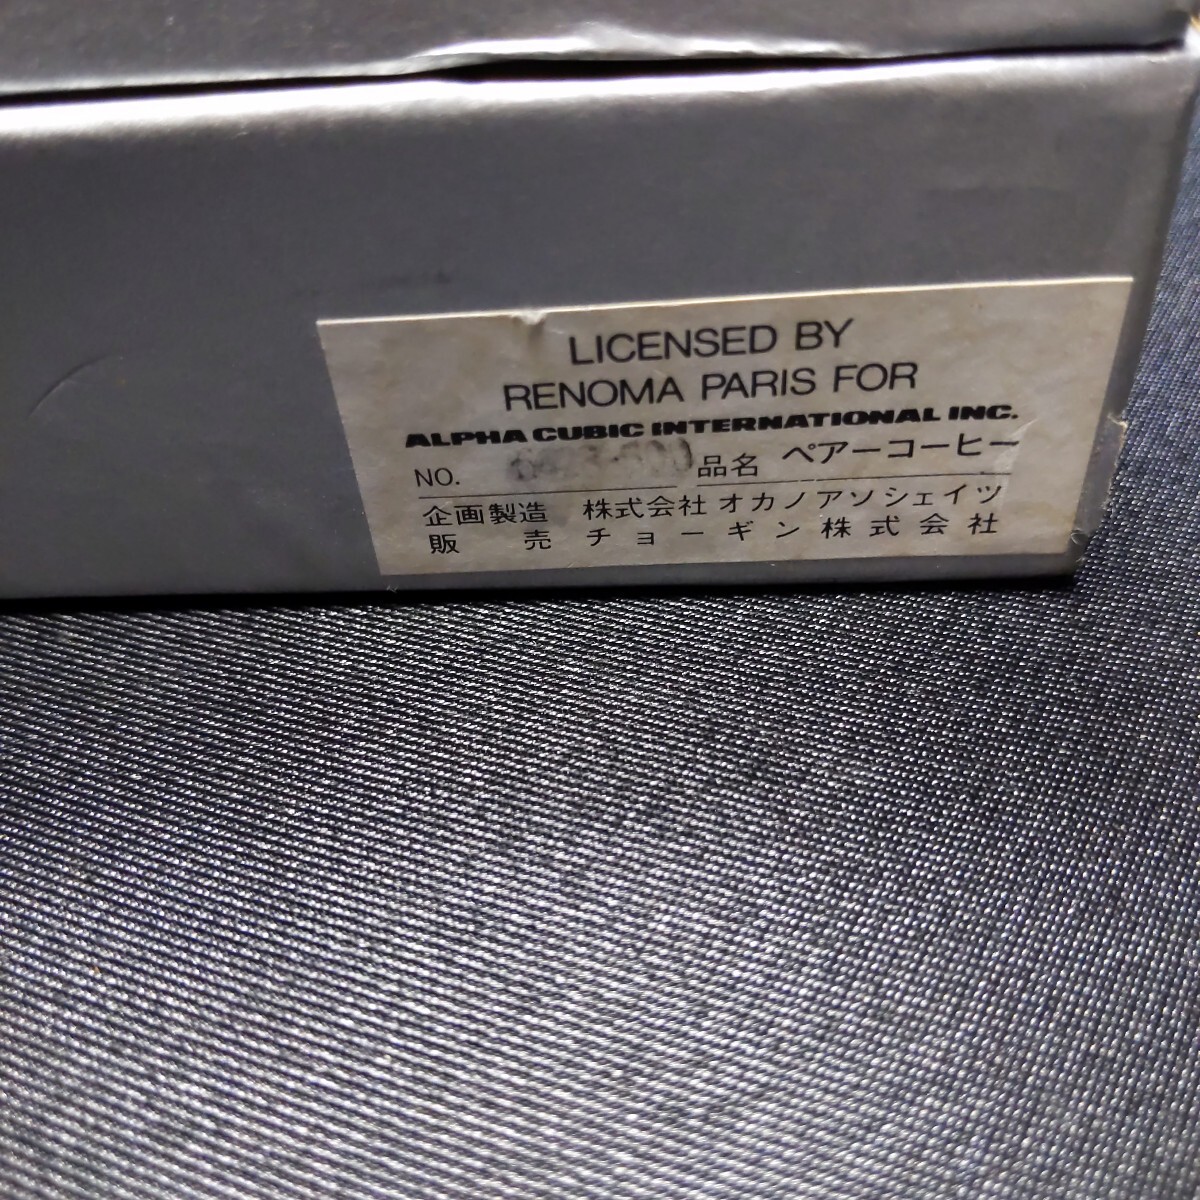 LICENSED BY
RENOMA PARIS FOR
ALPHA CUBIC INTERNATIONAL INC.
NO. 品名 ペアーコーヒー
企画製造 株式会社 オカノアソシェイツ
販売 チョーギン株式会社